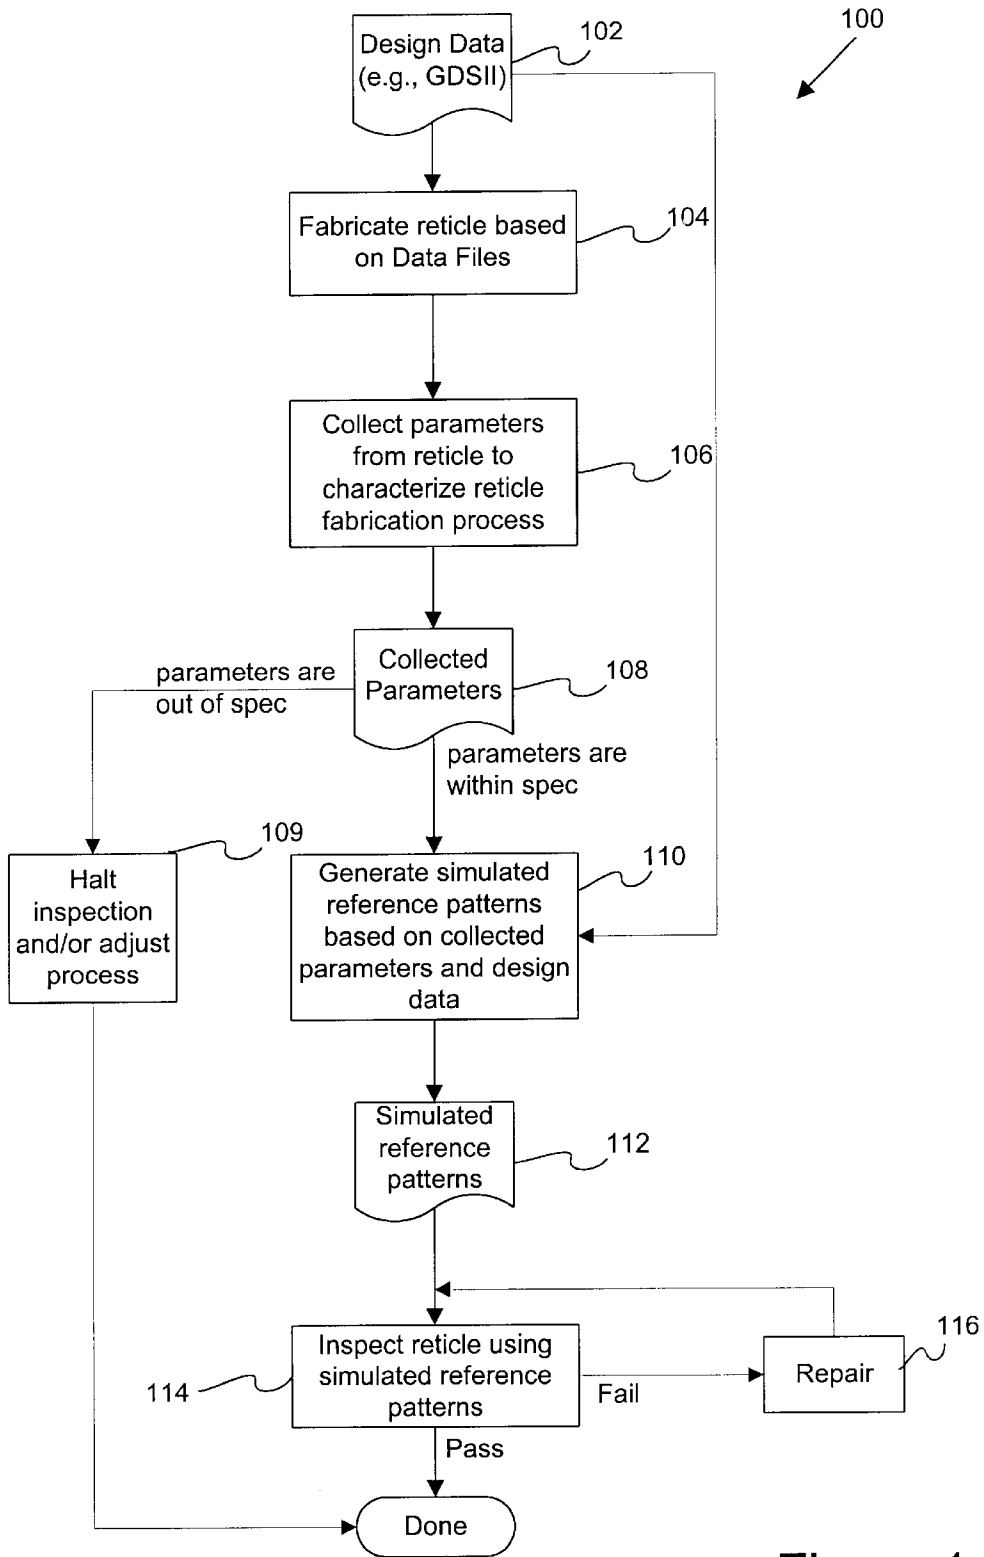 100
Design Data
(e.g., GDSII)
102
Fabricate reticle based
on Data Files
104
Collect parameters
from reticle to
characterize reticle
fabrication process
106
Collected
Parameters
108
parameters are
out of spec
parameters are
within spec
109
Halt
inspection
and/or adjust
process
Generate simulated
reference patterns
based on collected
parameters and design
data
110
Simulated
reference
patterns
112
Inspect reticle using
simulated reference
patterns
114
Fail
Repair
116
Pass
Done